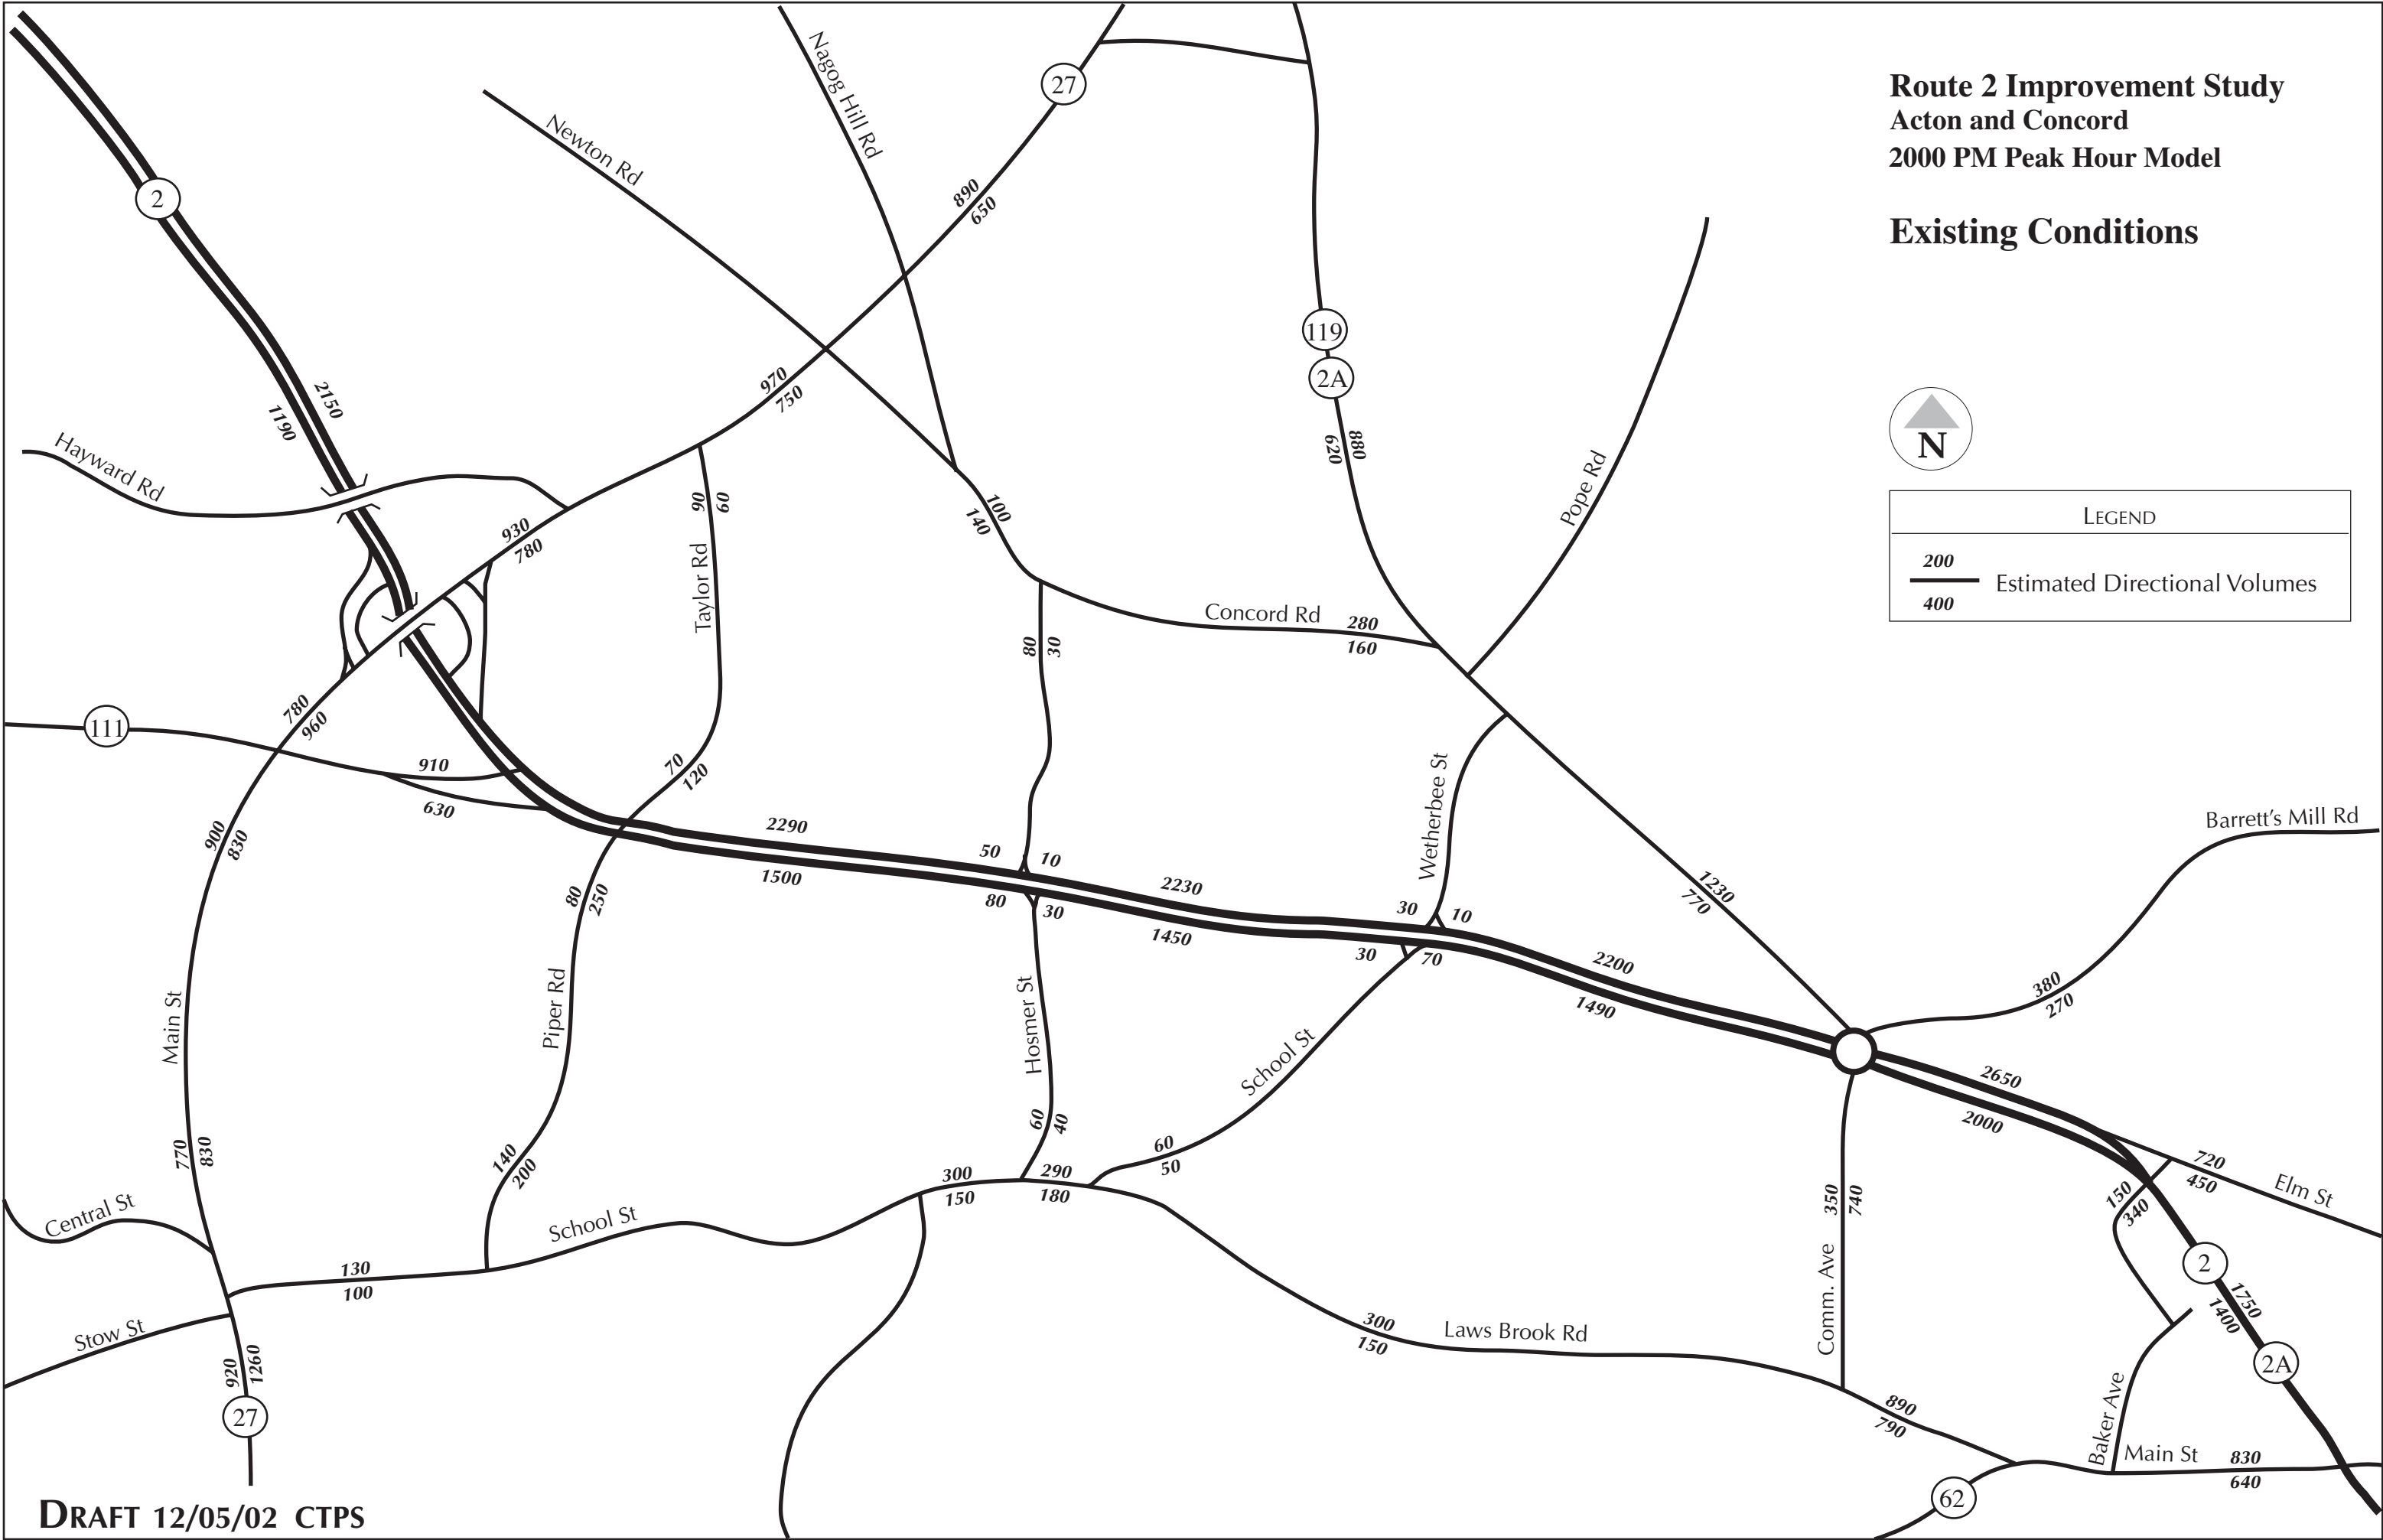 Route 2 Improvement Study
Acton and Concord
2000 PM Peak Hour Model
Existing Conditions
N
LEGEND
200
Estimated Directional Volumes
400
2
Newton Rd
Nagog Hill Rd
27
890
650
119
2A
620
880
Pope Rd
1190
2150
970
750
Hayward Rd
930
780
90
60
Taylor Rd
100
140
Concord Rd
280
160
80
30
111
780
960
910
630
70
120
900
830
2290
1500
50
10
80
30
2230
1450
Wetherbee St
30
10
30
70
1230
770
Barrett's Mill Rd
380
270
2200
1490
80
250
Main St
Piper Rd
Hosmer St
School St
2650
2000
770
830
140
200
60
40
60
50
300
150
290
180
350
740
150
340
720
450
Elm St
Central St
School St
130
100
Stow St
920
1260
27
300
150
Laws Brook Rd
Comm. Ave
2
1750
1400
2A
Baker Ave
890
790
Main St
830
640
62
DRAFT 12/05/02 CTPS